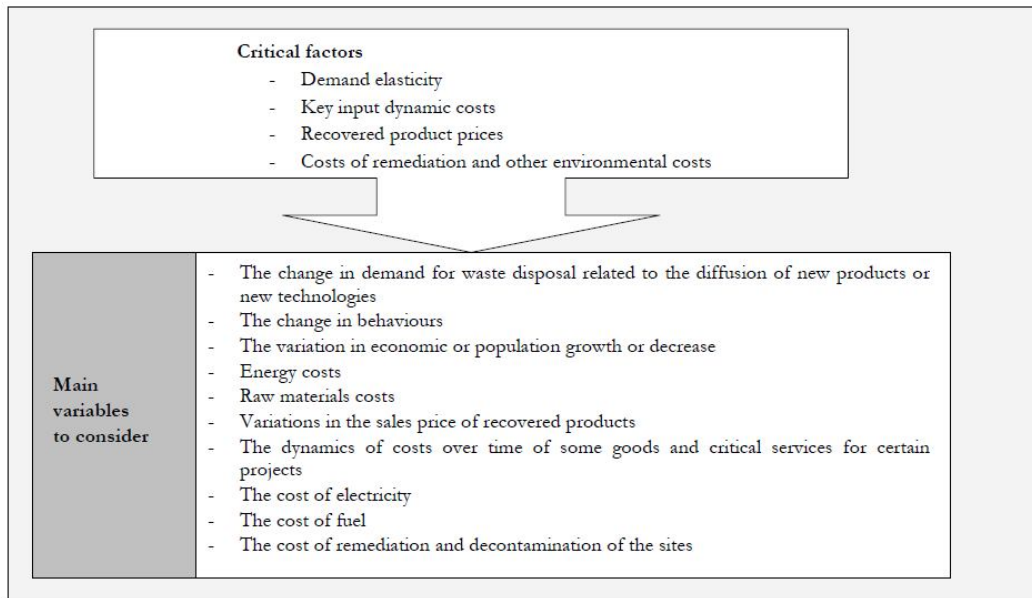 Critical factors
- Demand elasticity
- Key input dynamic costs
- Recovered product prices
- Costs of remediation and other environmental costs
Main
variables
to consider
- The change in demand for waste disposal related to the diffusion of new products or
new technologies
- The change in behaviours
- The variation in economic or population growth or decrease
- Energy costs
- Raw materials costs
- Variations in the sales price of recovered products
- The dynamics of costs over time of some goods and critical services for certain
projects
- The cost of electricity
- The cost of fuel
- The cost of remediation and decontamination of the sites